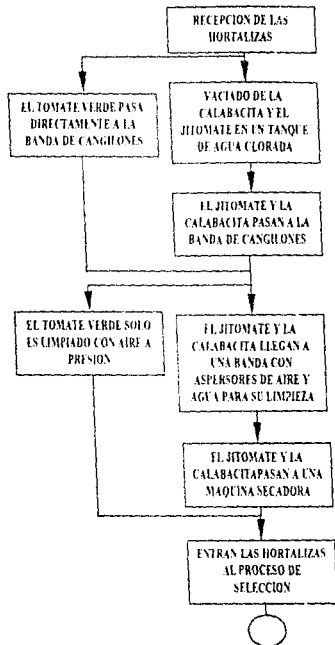 RECEPCION DE LAS
HORTALIZAS
EL TOMATE VERDE PASA
DIRECTAMENTE A LA
BANDA DE CANGILONES
VACIADO DE LA
CALABACITA Y EL
JITOMATE EN UN TANQUE
DE AGUA CLORADA
EL JITOMATE Y LA
CALABACITA PASAN A LA
BANDA DE CANGILONES
EL TOMATE VERDE SOLO
ES LIMPIADO CON AIRE A
PRESION
EL JITOMATE Y LA
CALABACITA LLEGAN A
UNA BANDA CON
ASPERSORES DE AIRE Y
AGUA PARA SU LIMPIEZA
EL JITOMATE Y LA
CALABACITAPASAN A UNA
MAQUINA SECADORA
ENTRAN LAS HORTALIZAS
AL PROCESO DE
SELECCION